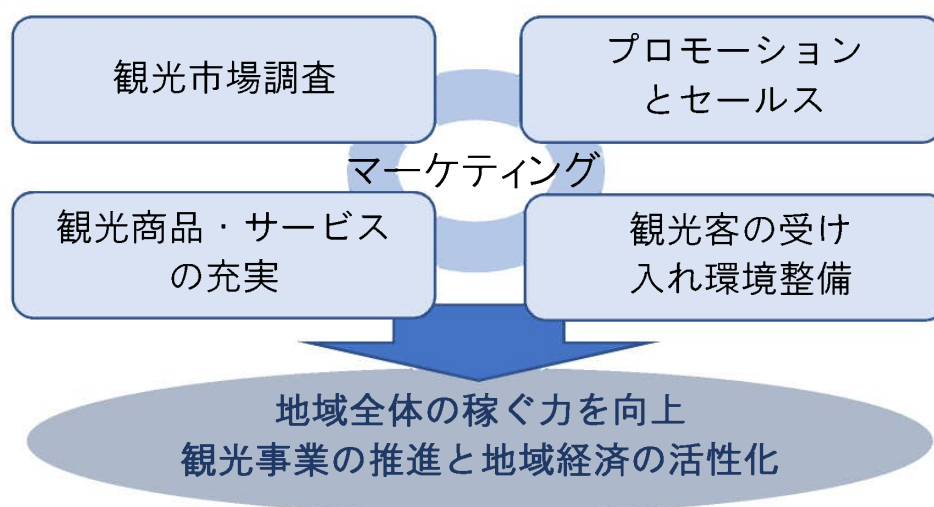 観光市場調査
プロモーション
とセールス
マーケティング
観光商品・サービス
の充実
観光客の受け
入れ環境整備
地域全体の稼ぐ力を向上
観光事業の推進と地域経済の活性化